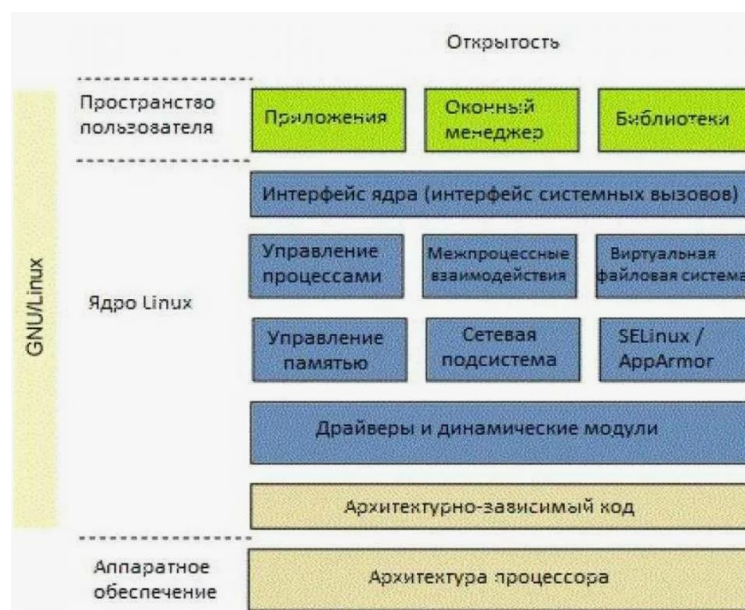 Открытость
Пространство
пользователя
Приложения
Оконный
менеджер
Библиотеки
GNU/Linux
Ядро Linux
Интерфейс ядра (интерфейс системных вызовов)
Управление
процессами
Межпроцессные
взаимодействия
Виртуальная
файловая система
Управление
памятью
Сетевая
подсистема
SELinux /
AppArmor
Драйверы и динамические модули
Архитектурно-зависимый код
Аппаратное
обеспечение
Архитектура процессора